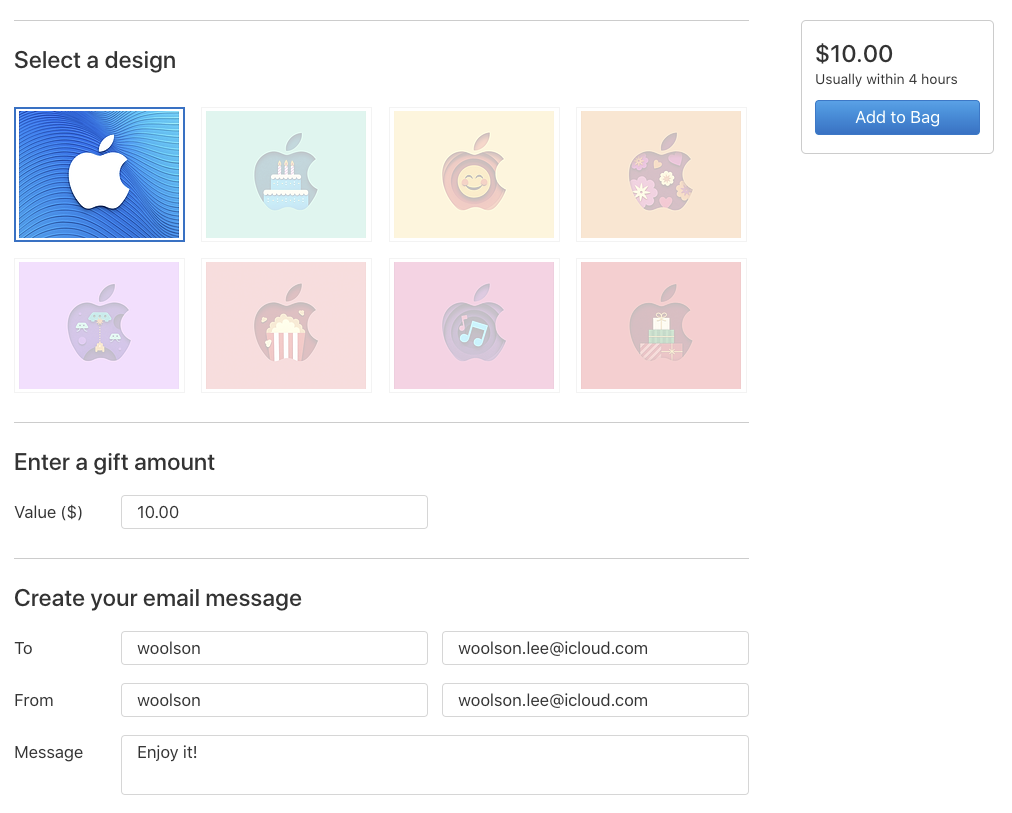 Select a design
$10.00
Usually within 4 hours
Add to Bag
Enter a gift amount
Value ($) 10.00
Create your email message
To woolson woolson.lee@icloud.com
From woolson woolson.lee@icloud.com
Message Enjoy it!